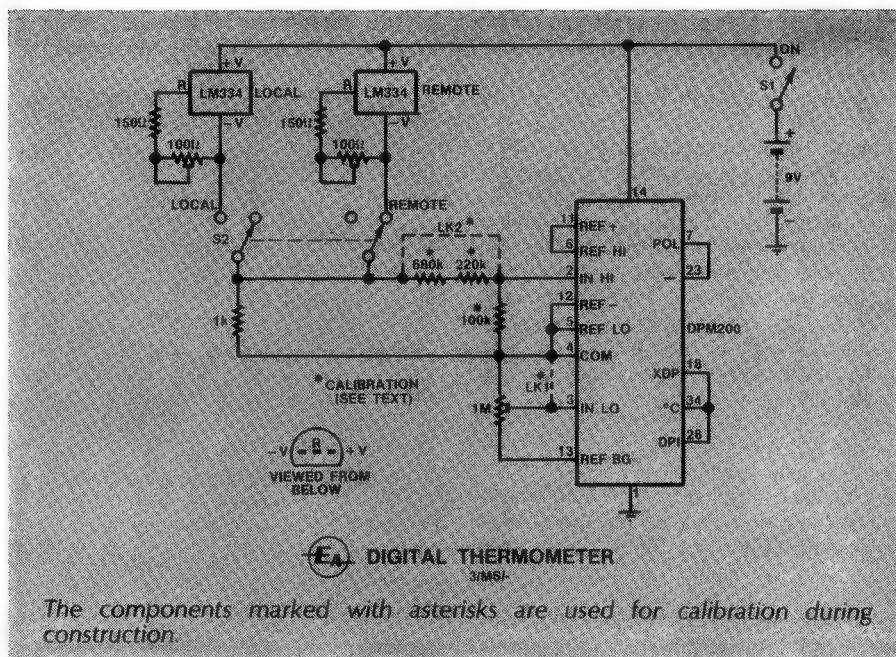 ON
+ V
+ V
S1
R
LM334
LOCAL
R
LM334
REMOTE
150Ω
- V
150Ω
- V
+
100Ω
100Ω
9V
-
14
LOCAL
REMOTE
S2
LK2 *
11
REF +
7
6
REF HI
POL
*
*
680k
220k
2
IN HI
23
-
12
REF -
1k
*
100k
5
REF LO
DPM200
4
COM
18
XDP
* CALIBRATION
(SEE TEXT)
*
LK1
34
°C
1M
3
IN LO
28
DPI
- V
R
+ V
13
REF BG
VIEWED FROM
BELOW
1
EA DIGITAL THERMOMETER
3/MS/-
The components marked with asterisks are used for calibration during
construction.